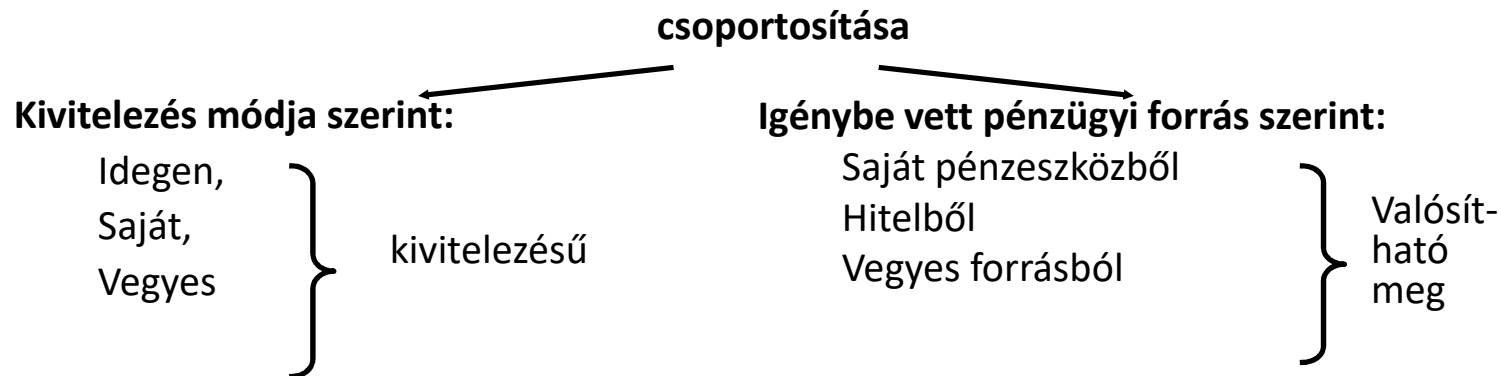 csoportosítása
Kivitelezés módja szerint:
Idegen,
Saját,
Vegyes
kivitelezésű
Igénybe vett pénzügyi forrás szerint:
Saját pénzeszközből
Hitelből
Vegyes forrásból
Valósít-
ható
meg